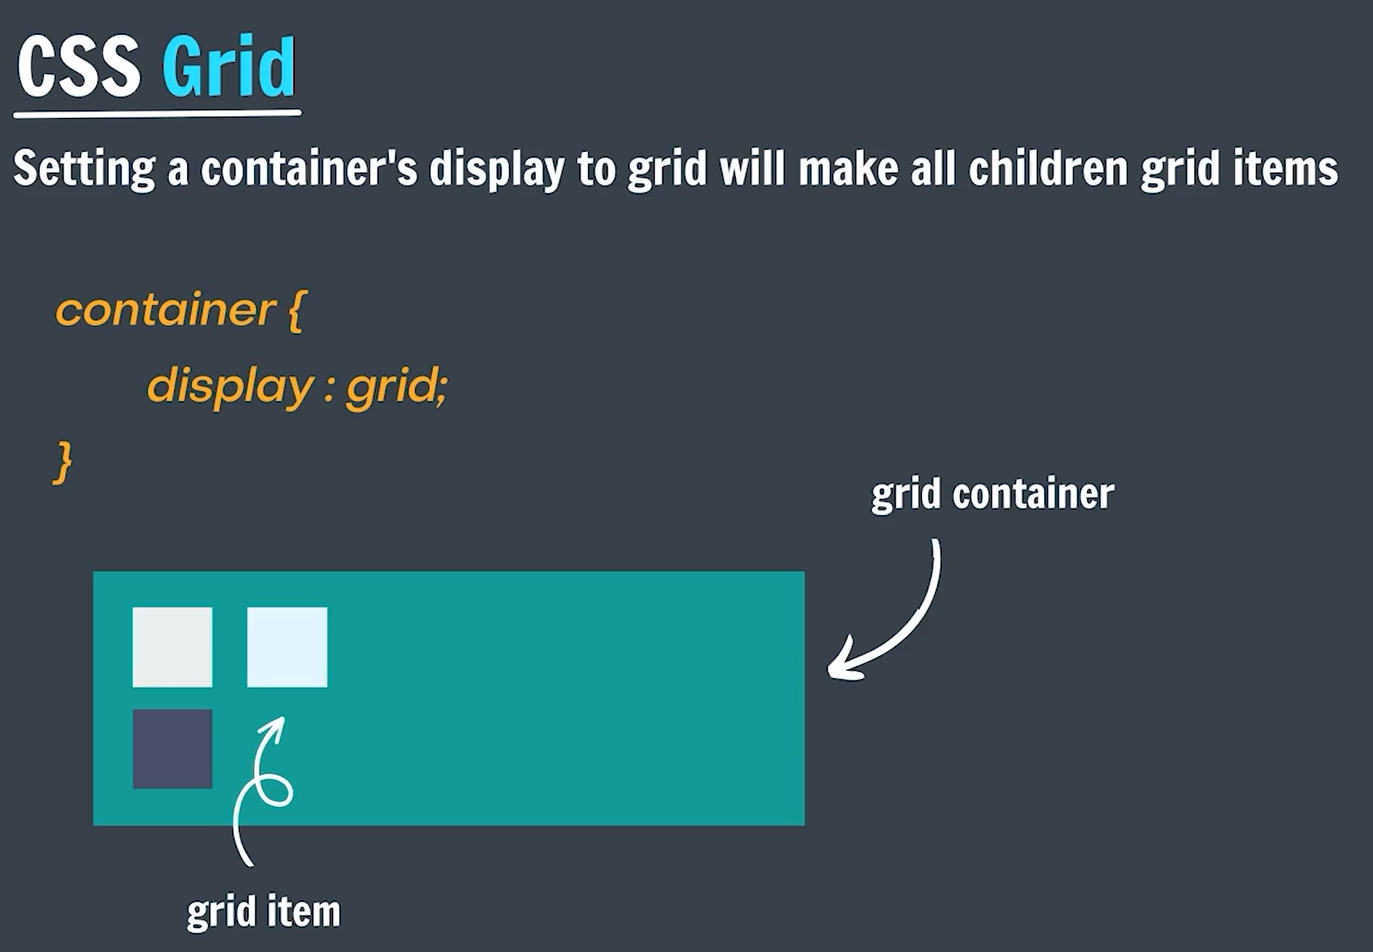 CSS Grid
Setting a container's display to grid will make all children grid items
container {
display : grid;
}
grid container
grid item